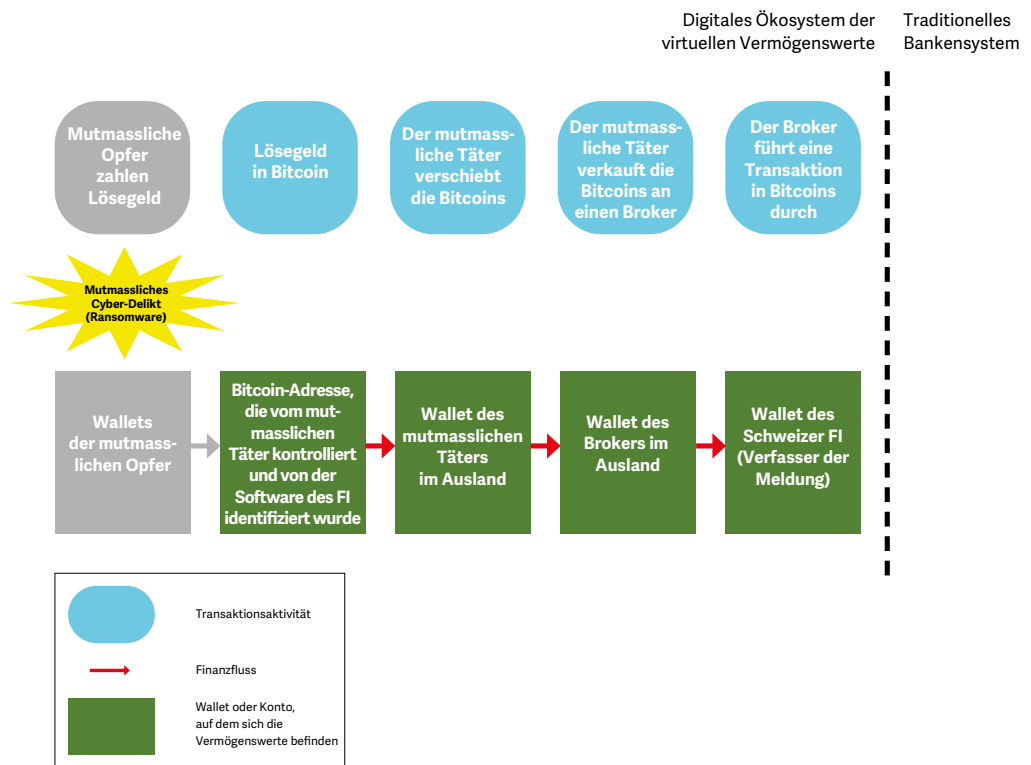 Digitales Ökosystem der
virtuellen Vermögenswerte
Traditionelles
Bankensystem
Mutmassliche
Opfer
zahlen
Lösegeld
Lösegeld
in Bitcoin
Der mutmass-
liche Täter
verschiebt
die Bitcoins
Der mutmass-
liche Täter
verkauft die
Bitcoins an
einen Broker
Der Broker
führt eine
Transaktion
in Bitcoins
durch
Mutmassliches
Cyber-Delikt
(Ransomware)
Wallets
der mutmass-
lichen Opfer
Bitcoin-Adresse,
die vom mut-
masslichen
Täter kontrolliert
und von der
Software des FI
identifiziert wurde
Wallet des
mutmasslichen
Täters
im Ausland
Wallet des
Brokers im
Ausland
Wallet des
Schweizer FI
(Verfasser der
Meldung)
Transaktionsaktivität
Finanzfluss
Wallet oder Konto,
auf dem sich die
Vermögenswerte befinden